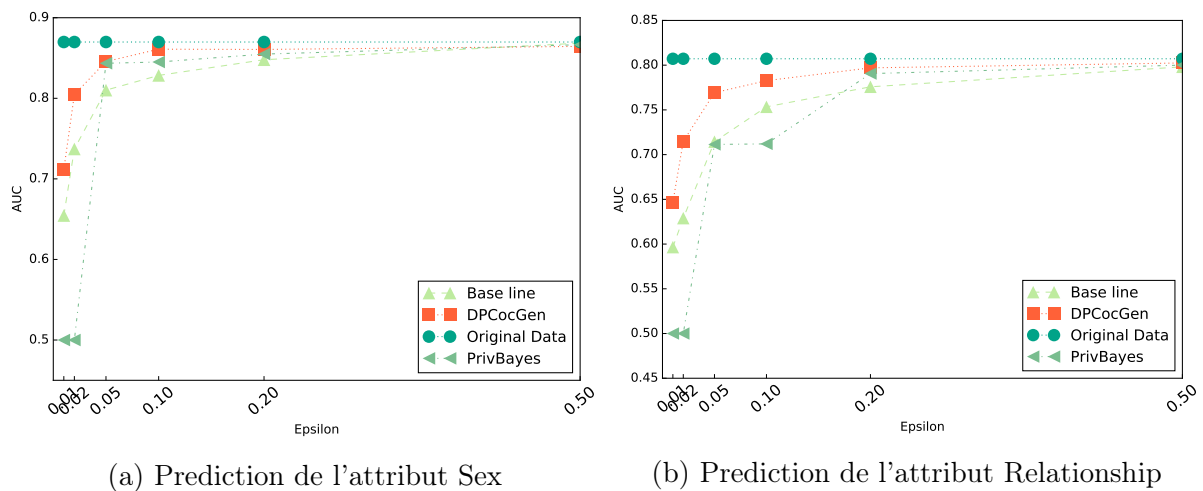 0.9
0.8
0.7
0.6
0.5
AUC
0.01
0.02
0.05
0.10
0.20
0.50
Epsilon
Base line
DPCocGen
Original Data
PrivBayes
(a) Prediction de l'attribut Sex
0.85
0.80
0.75
0.70
0.65
0.60
0.55
0.50
0.45
AUC
0.01
0.02
0.05
0.10
0.20
0.50
Epsilon
Base line
DPCocGen
Original Data
PrivBayes
(b) Prediction de l'attribut Relationship